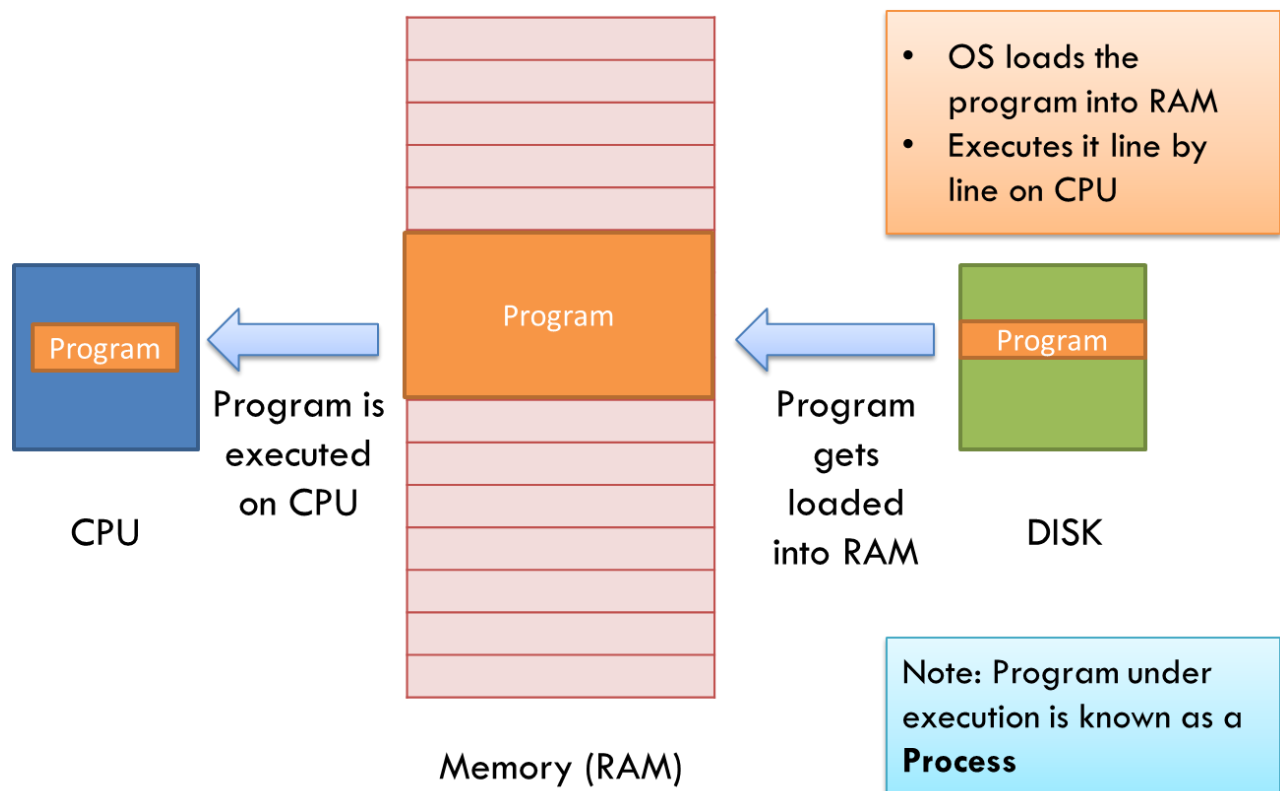 • OS loads the
program into RAM
• Executes it line by
line on CPU
Program
Program
Program
Program is
executed
on CPU
Program
gets
loaded
into RAM
CPU
DISK
Memory (RAM)
Note: Program under
execution is known as a
Process